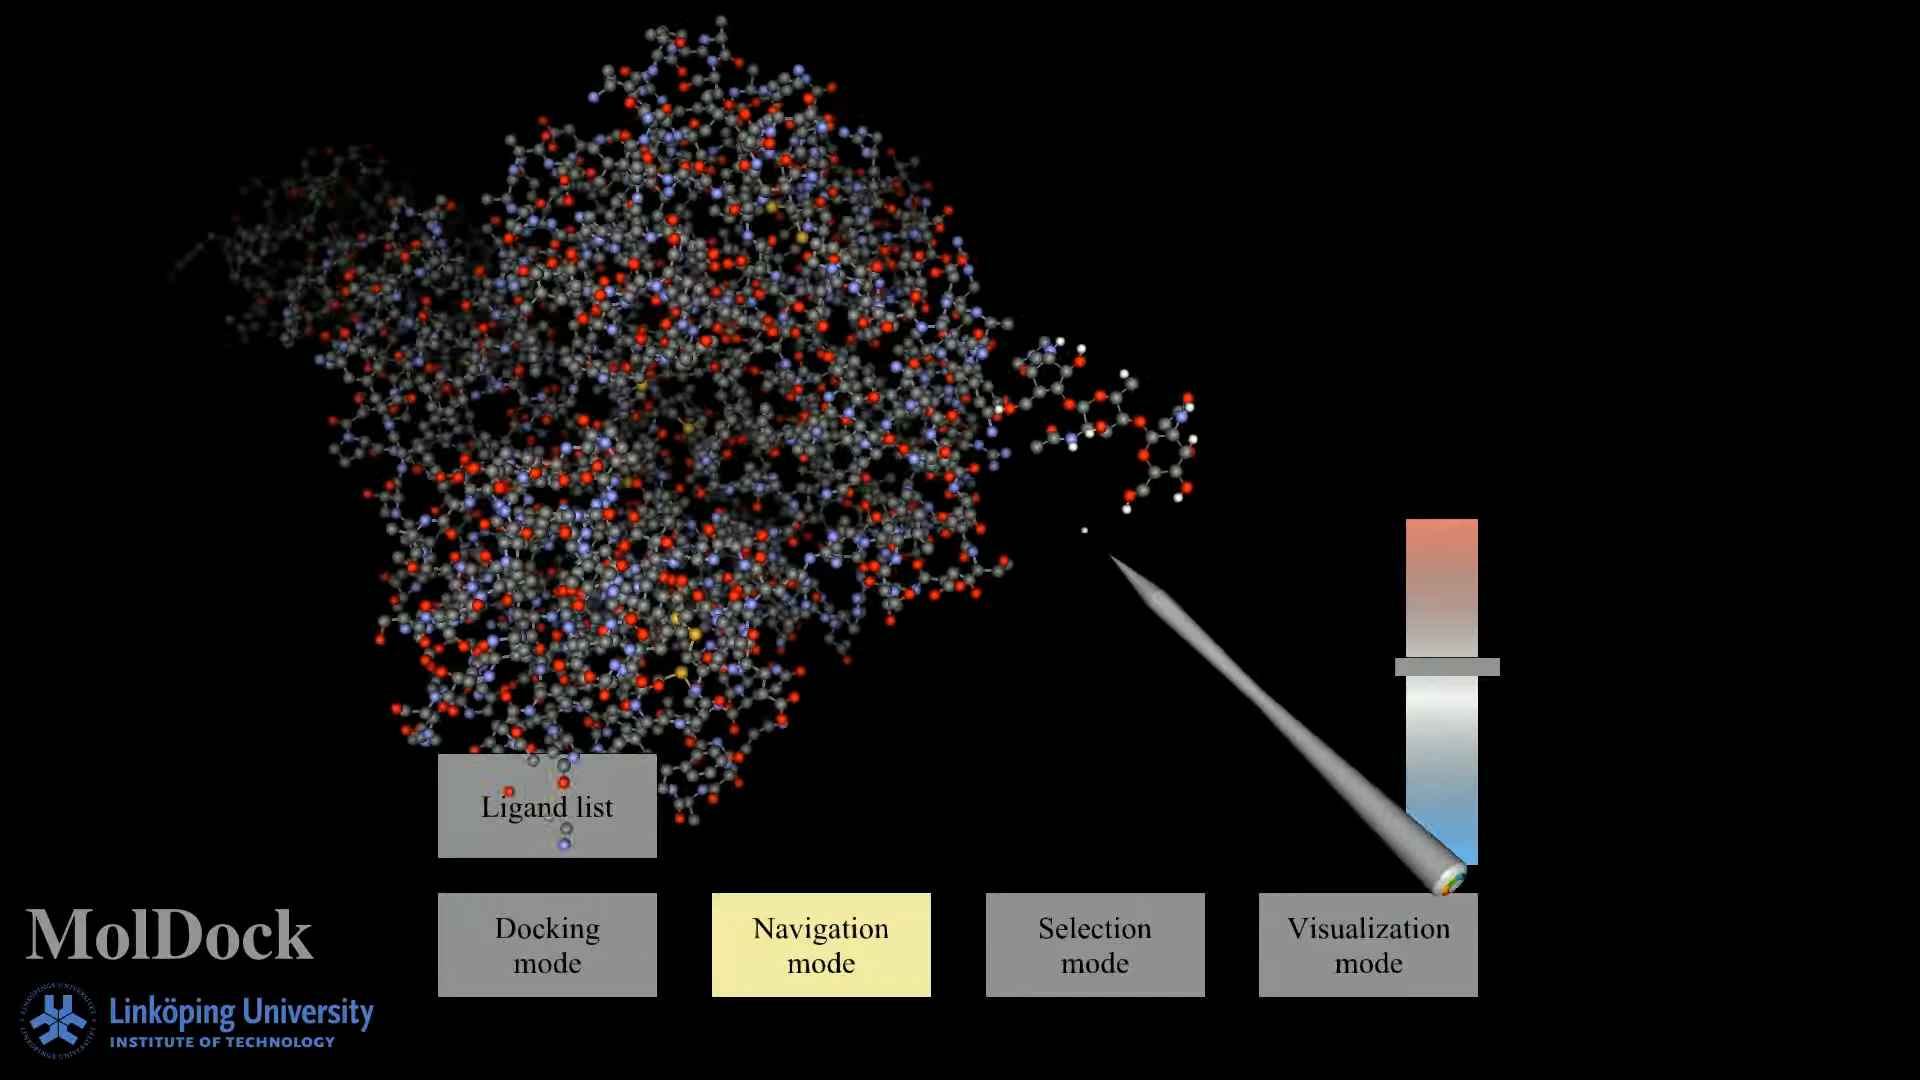 Ligand list
Docking
mode
Navigation
mode
Selection
mode
Visualization
mode
MolDock
Linköping University
INSTITUTE OF TECHNOLOGY